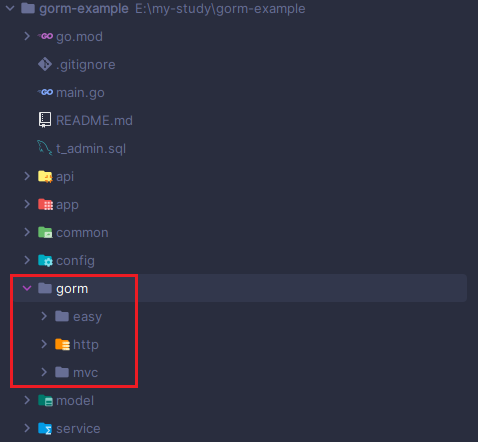 gorm-example E:\my-study\gorm-example
go.mod
.gitignore
main.go
README.md
t_admin.sql
api
app
common
config
gorm
easy
http
mvc
model
service